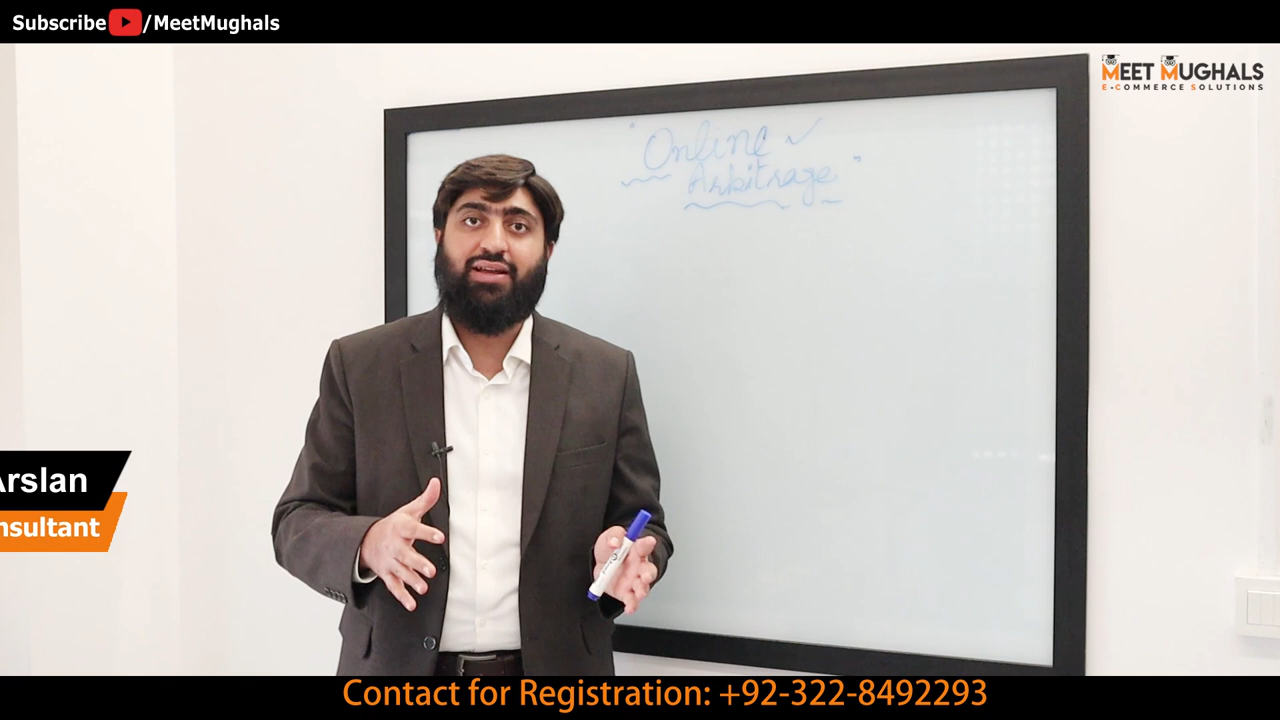 Subscribe /MeetMughals
MEET MUGHALS
E-COMMERCE SOLUTIONS
"Online
Arbitrage"
Arslan
nsultant
Contact for Registration: +92-322-8492293